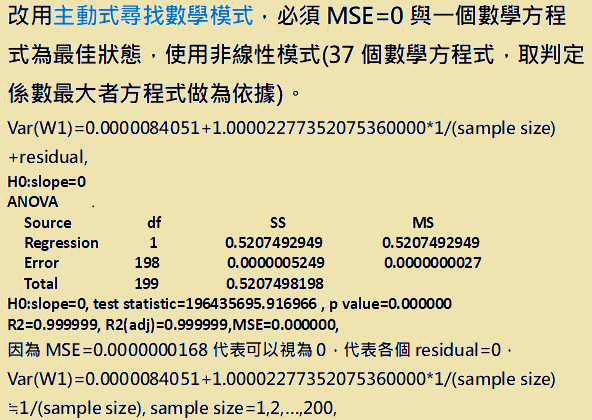 改用主動式尋找數學模式，必須 MSE=0 與一個數學方程
式為最佳狀態，使用非線性模式(37 個數學方程式，取判定
係數最大者方程式做為依據)。
Var(W1)=0.0000084051+1.00002277352075360000*1/(sample size)
+residual,
H0:slope=0
ANOVA .
Source df SS MS
Regression 1 0.5207492949 0.5207492949
Error 198 0.0000005249 0.0000000027
Total 199 0.5207498198
H0:slope=0, test statistic=196435695.916966 , p value=0.000000
R2=0.999999, R2(adj)=0.999999,MSE=0.000000,
因為 MSE=0.0000000168 代表可以視為 0，代表各個 residual=0，
Var(W1)=0.0000084051+1.00002277352075360000*1/(sample size)
≒1/(sample size), sample size=1,2,...,200,